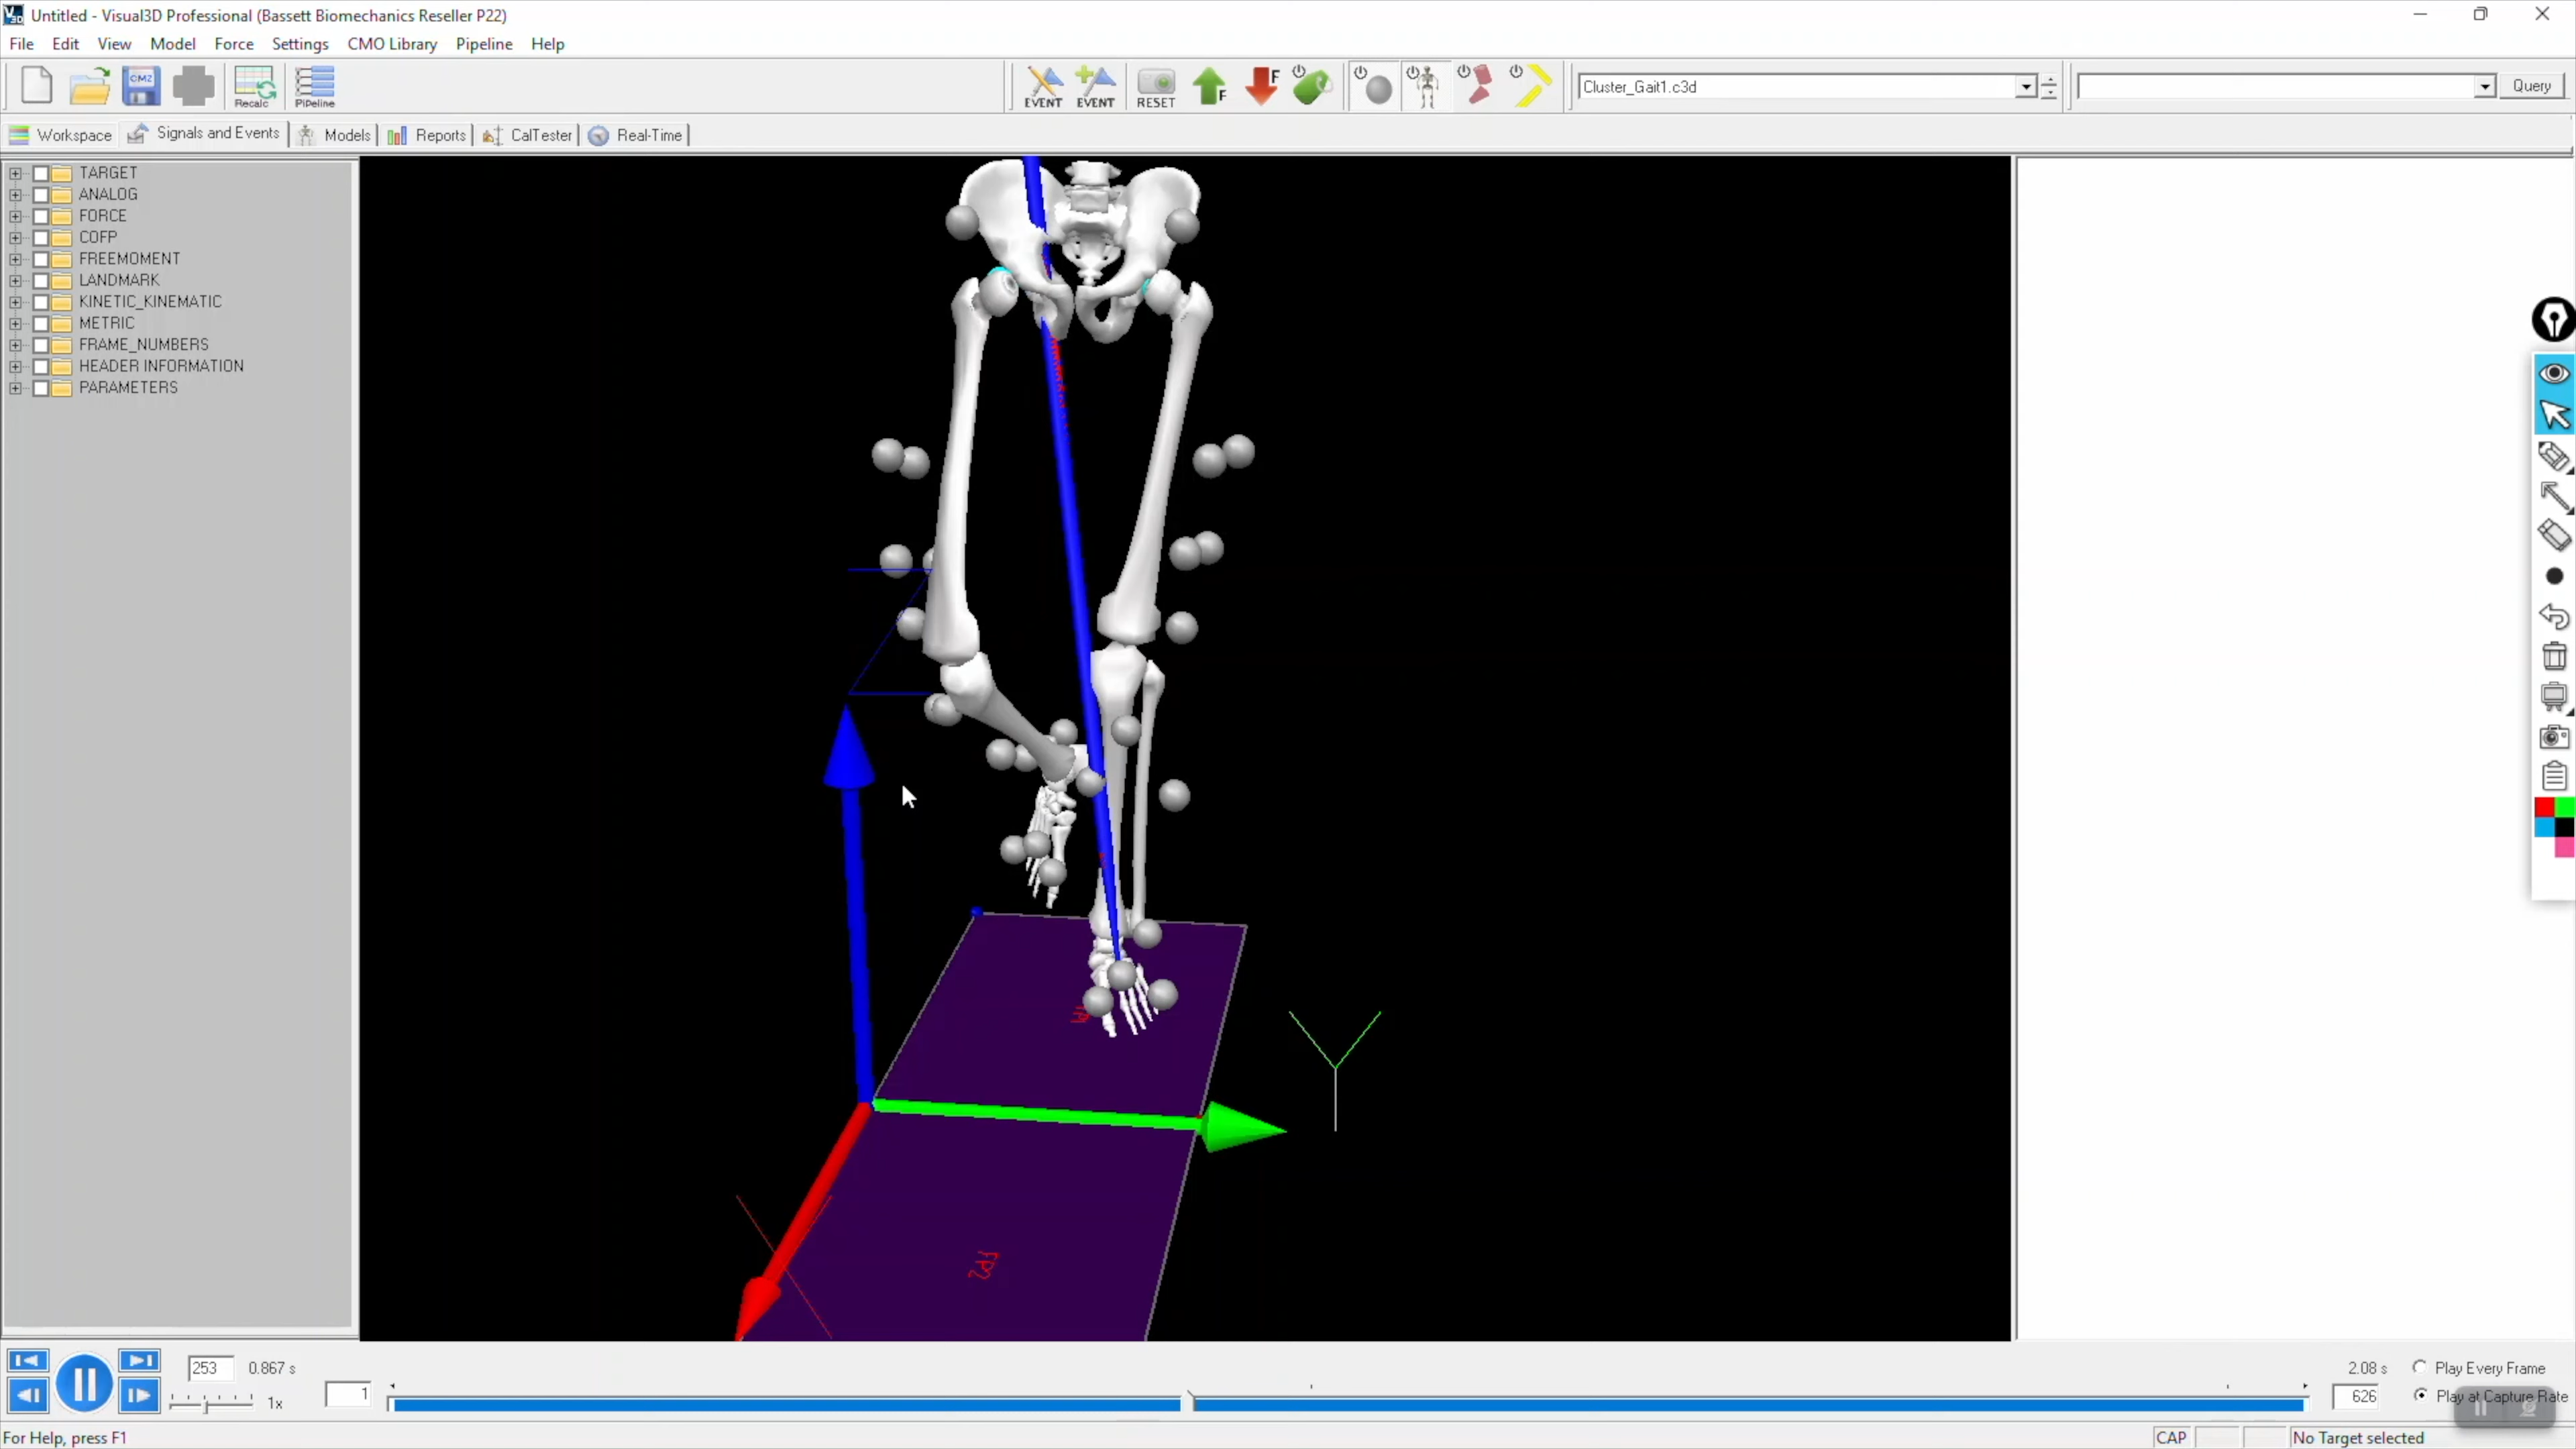 Untitled - Visual3D Professional (Bassett Biomechanics Reseller P22)
File Edit View Model Force Settings CMO Library Pipeline Help
CMZ
Recalc
PiPeline
EVENT
EVENT
RESET
F
F
Cluster_Gait1.c3d
Query
Workspace
Signals and Events
Models
Reports
CalTester
Real-Time
TARGET
ANALOG
FORCE
COFP
FREEMOMENT
LANDMARK
KINETIC_KINEMATIC
METRIC
FRAME_NUMBERS
HEADER INFORMATION
PARAMETERS
Z
Y
X
FP2
253 0.867 s
1x
1
2.08 s
626
Play Every Frame
Play at Capture Rate
For Help, press F1
CAP
No Target selected